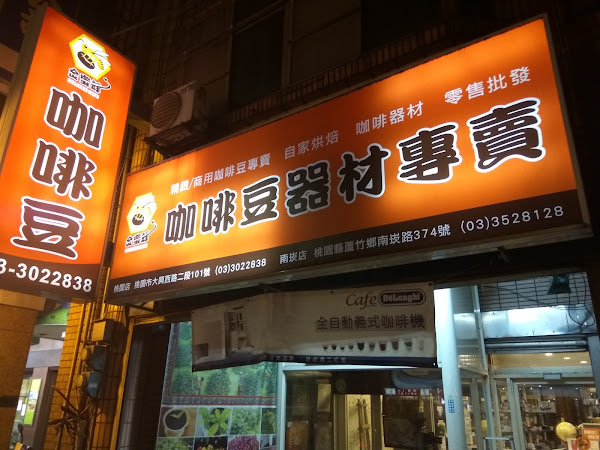 咖啡豆
3-3022838
精緻/商用咖啡豆專賣 自家烘焙 咖啡器材 零售批發
咖啡豆器材專賣
桃園店 桃園市大興西路二段101號 (03)3022838 南崁店 桃園縣蘆竹鄉南崁路374號 (03)3528128
Cafe DeLonghi
全自動義式咖啡機